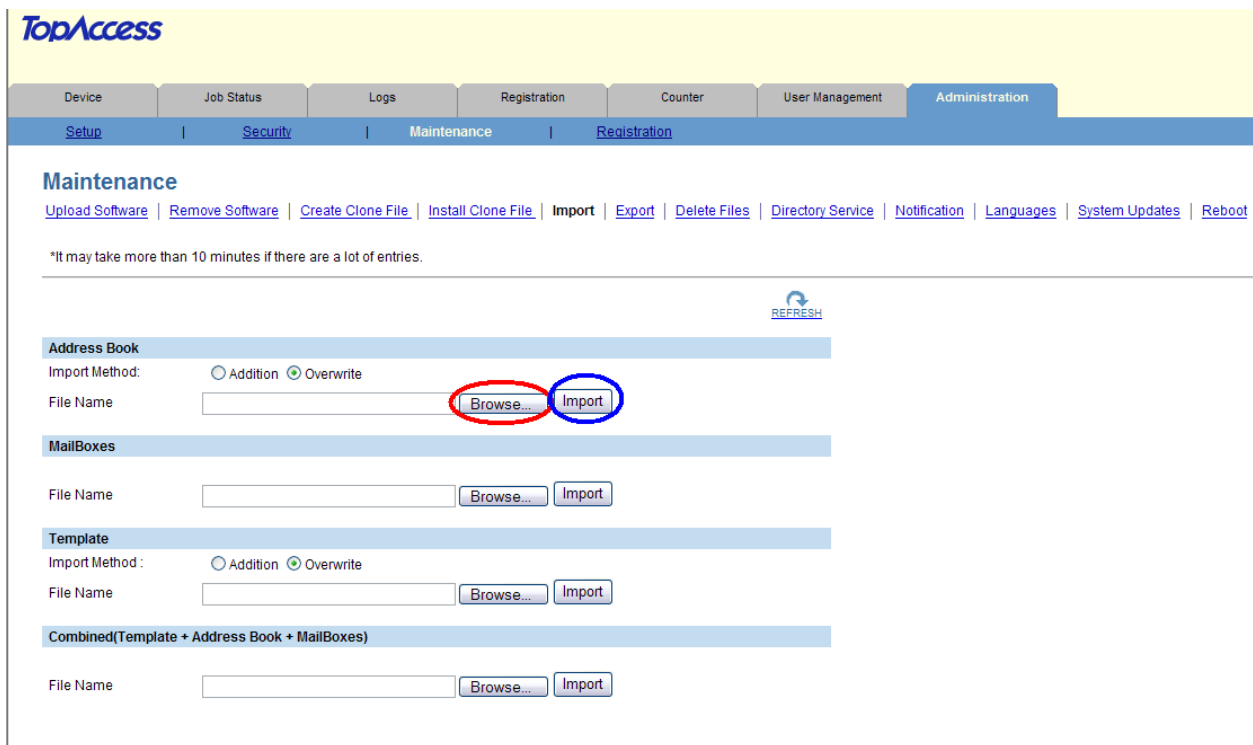 TopAccess
Device Job Status Logs Registration Counter User Management Administration
Setup | Security | Maintenance | Registration
Maintenance
Upload Software | Remove Software | Create Clone File | Install Clone File | Import | Export | Delete Files | Directory Service | Notification | Languages | System Updates | Reboot
*It may take more than 10 minutes if there are a lot of entries.
REFRESH
Address Book
Import Method: Addition Overwrite
File Name Browse... Import
MailBoxes
File Name Browse... Import
Template
Import Method : Addition Overwrite
File Name Browse... Import
Combined(Template + Address Book + MailBoxes)
File Name Browse... Import